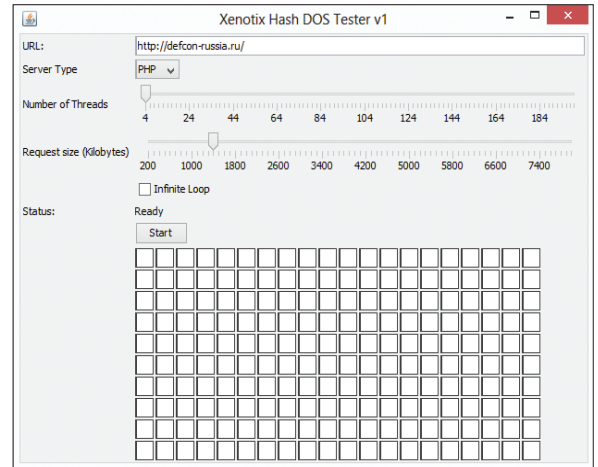 Xenotix Hash DOS Tester v1
URL: http://defcon-russia.ru/
Server Type PHP
Number of Threads
4 24 44 64 84 104 124 144 164 184
Request size (Kilobytes)
200 1000 1800 2600 3400 4200 5000 5800 6600 7400
Infinite Loop
Status: Ready
Start